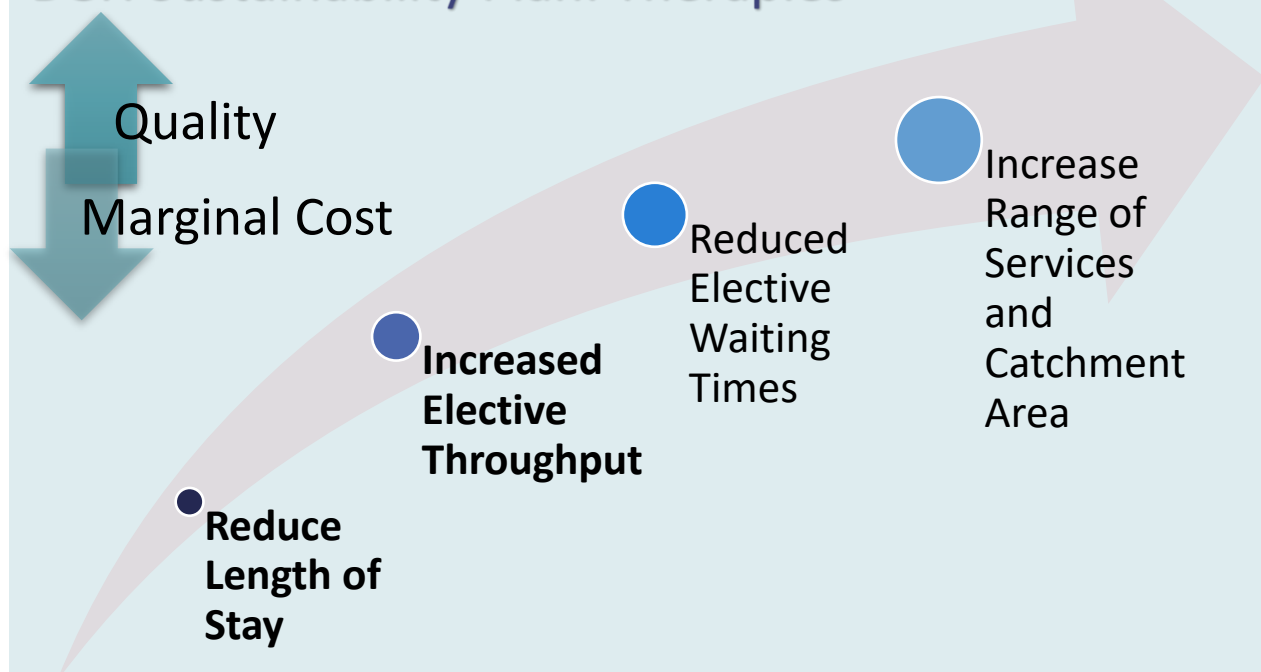 Quality
Marginal Cost
Increase
Range of
Services
and
Catchment
Area
Reduced
Elective
Waiting
Times
Increased
Elective
Throughput
Reduce
Length of
Stay